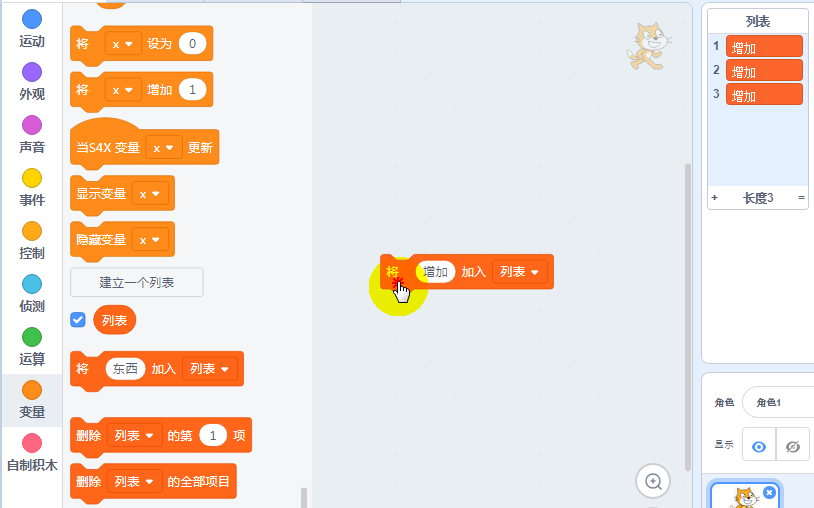 运动
外观
声音
事件
控制
侦测
运算
变量
自制积木
将 x 设为 0
将 x 增加 1
当S4X 变量 x 更新
显示变量 x
隐藏变量 x
建立一个列表
列表
将 东西 加入 列表
删除 列表 的第 1 项
删除 列表 的全部项目
将 增加 加入 列表
列表
1 增加
2 增加
3 增加
+ 长度3 =
角色 角色1
显示